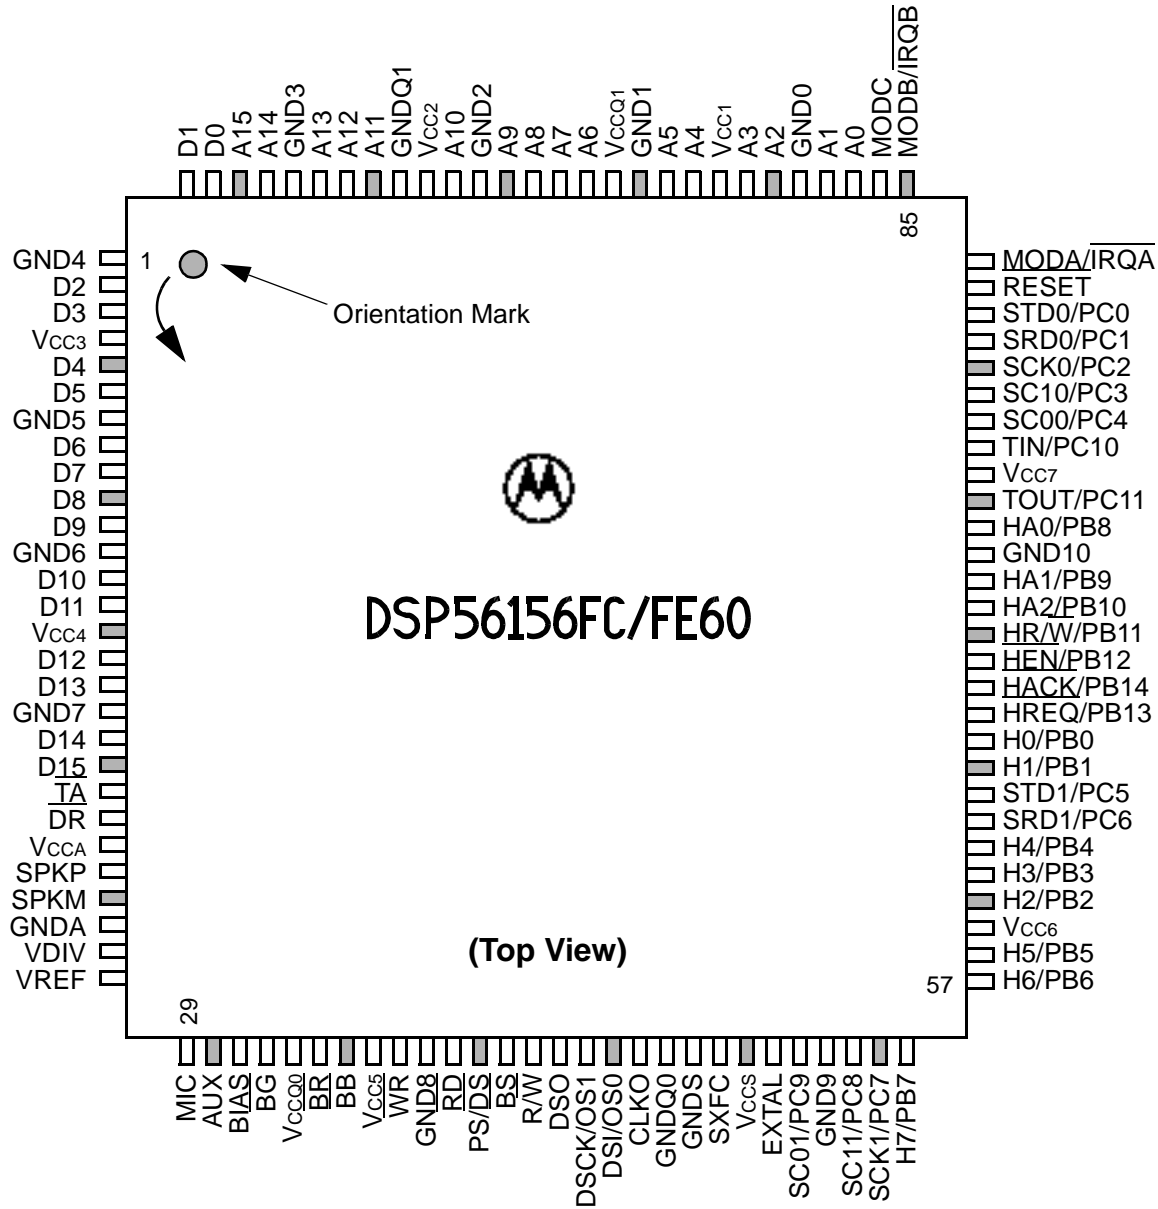 D1
D0
A15
A14
GND3
A13
A12
A11
GNDQ1
VCC2
A10
GND2
A9
A8
A7
A6
VCCQ1
GND1
A5
A4
VCC1
A3
A2
GND0
A1
A0
MODC
MODB/IRQB
85
GND4
D2
D3
VCC3
D4
D5
GND5
D6
D7
D8
D9
GND6
D10
D11
VCC4
D12
D13
GND7
D14
D15
TA
DR
VCCA
SPKP
SPKM
GNDA
VDIV
VREF
1
Orientation Mark
DSP56156FC/FE60
(Top View)
MODA/IRQA
RESET
STD0/PC0
SRD0/PC1
SCK0/PC2
SC10/PC3
SC00/PC4
TIN/PC10
VCC7
TOUT/PC11
HA0/PB8
GND10
HA1/PB9
HA2/PB10
HR/W/PB11
HEN/PB12
HACK/PB14
HREQ/PB13
H0/PB0
H1/PB1
STD1/PC5
SRD1/PC6
H4/PB4
H3/PB3
H2/PB2
VCC6
H5/PB5
H6/PB6
57
29
MIC
AUX
BIAS
BG
VCCQ0
BR
BB
VCC5
WR
GND8
RD
PS/DS
BS
R/W
DSO
DSCK/OS1
DSI/OS0
CLKO
GNDQ0
GNDS
SXFC
VCCS
EXTAL
SC01/PC9
GND9
SC11/PC8
SCK1/PC7
H7/PB7